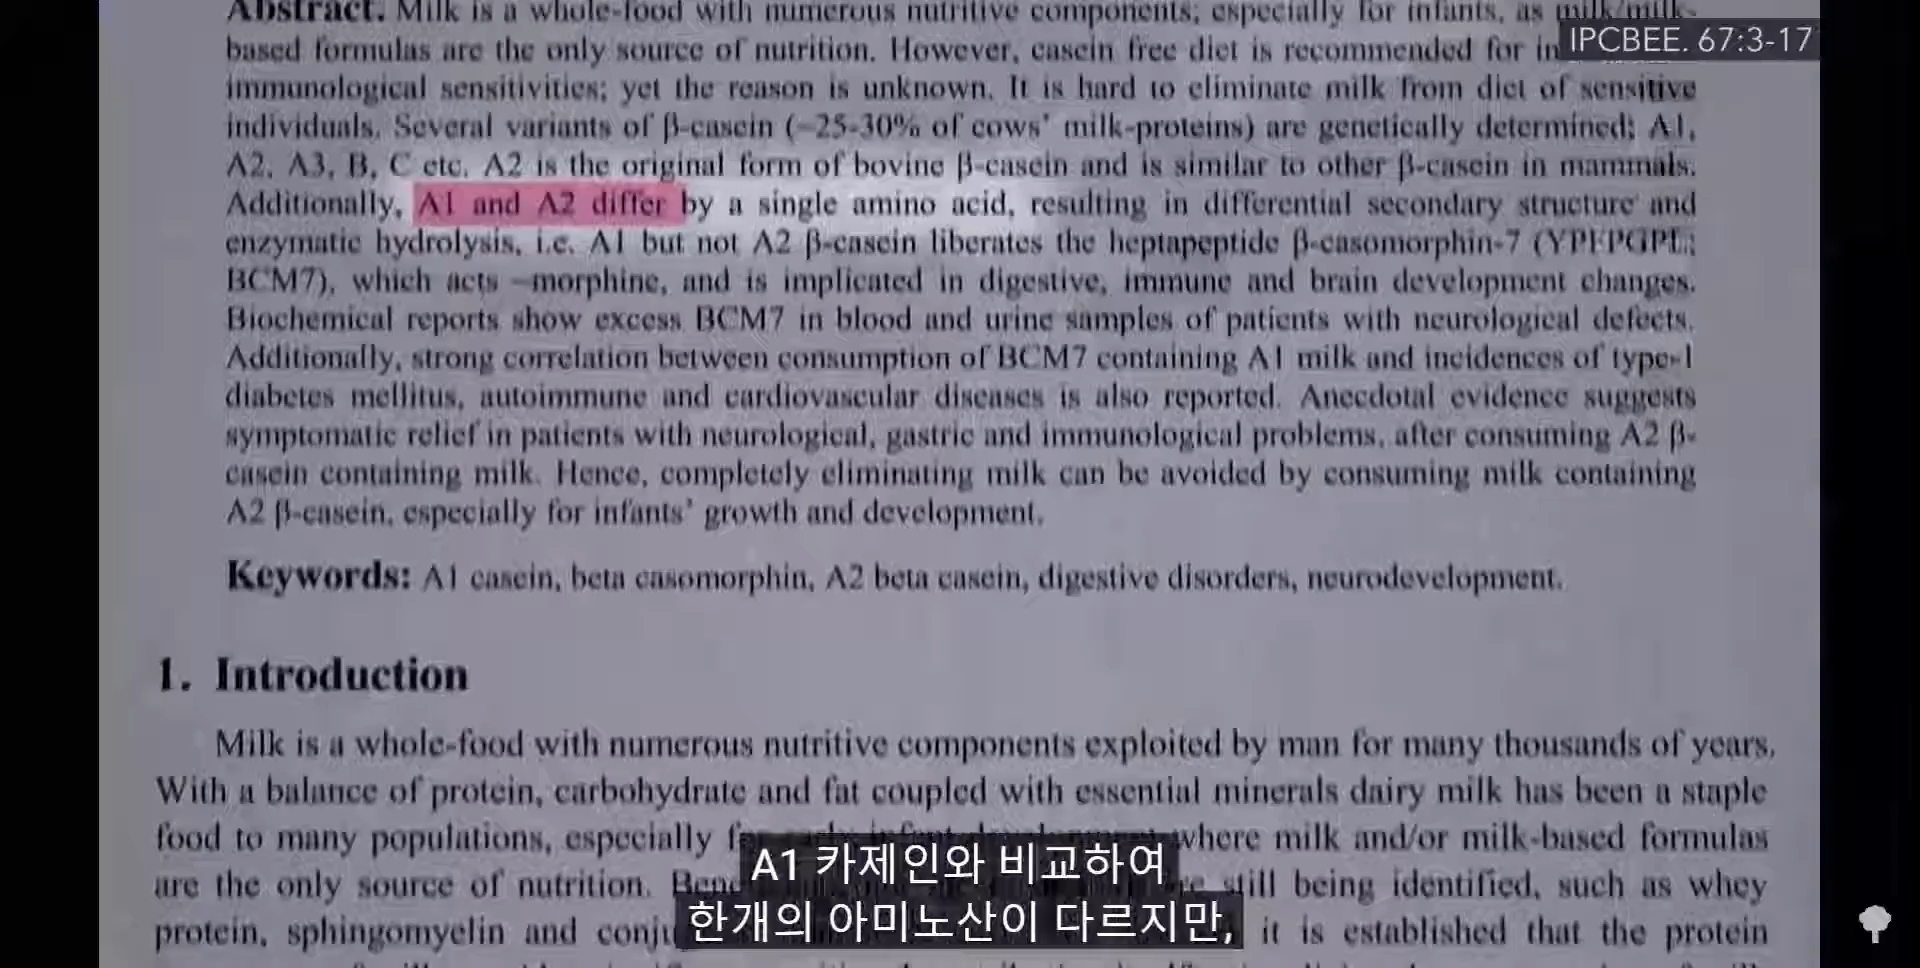 Abstract. Milk is a whole-food with numerous nutritive components; especially for infants, as milk/milk-
IPCBEE. 67:3-17
based formulas are the only source of nutrition. However, casein free diet is recommended for in
immunological sensitivities; yet the reason is unknown. It is hard to eliminate milk from diet of sensitive
individuals. Several variants of β-casein (~25-30% of cows' milk-proteins) are genetically determined; A1,
A2, A3, B, C etc. A2 is the original form of bovine β-casein and is similar to other β-casein in mammals.
Additionally, A1 and A2 differ by a single amino acid, resulting in differential secondary structure and
enzymatic hydrolysis, i.e. A1 but not A2 β-casein liberates the heptapeptide β-casomorphin-7 (YPFPGPI;
BCM7), which acts –morphine, and is implicated in digestive, immune and brain development changes.
Biochemical reports show excess BCM7 in blood and urine samples of patients with neurological defects.
Additionally, strong correlation between consumption of BCM7 containing A1 milk and incidences of type-1
diabetes mellitus, autoimmune and cardiovascular diseases is also reported. Anecdotal evidence suggests
symptomatic relief in patients with neurological, gastric and immunological problems, after consuming A2 β-
casein containing milk. Hence, completely eliminating milk can be avoided by consuming milk containing
A2 β-casein, especially for infants' growth and development.
Keywords: A1 casein, beta casomorphin, A2 beta casein, digestive disorders, neurodevelopment.
1. Introduction
Milk is a whole-food with numerous nutritive components exploited by man for many thousands of years.
With a balance of protein, carbohydrate and fat coupled with essential minerals dairy milk has been a staple
food to many populations, especially where milk and/or milk-based formulas
A1 카제인와 비교하여
are the only source of nutrition. still being identified, such as whey
한개의 아미노산이 다르지만,
protein, sphingomyelin and it is established that the protein